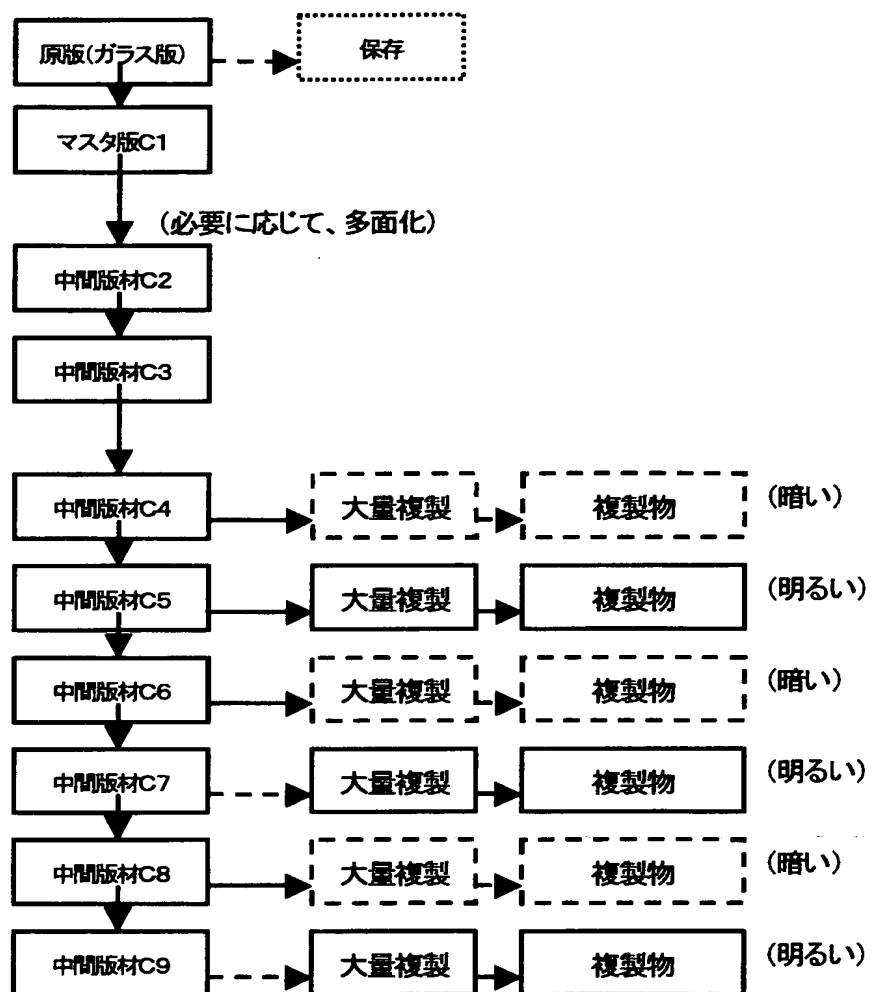 原版(ガラス版)
保存
マスタ版C1
(必要に応じて、多面化)
中間版材C2
中間版材C3
中間版材C4
大量複製
複製物
(暗い)
中間版材C5
大量複製
複製物
(明るい)
中間版材C6
大量複製
複製物
(暗い)
中間版材C7
大量複製
複製物
(明るい)
中間版材C8
大量複製
複製物
(暗い)
中間版材C9
大量複製
複製物
(明るい)